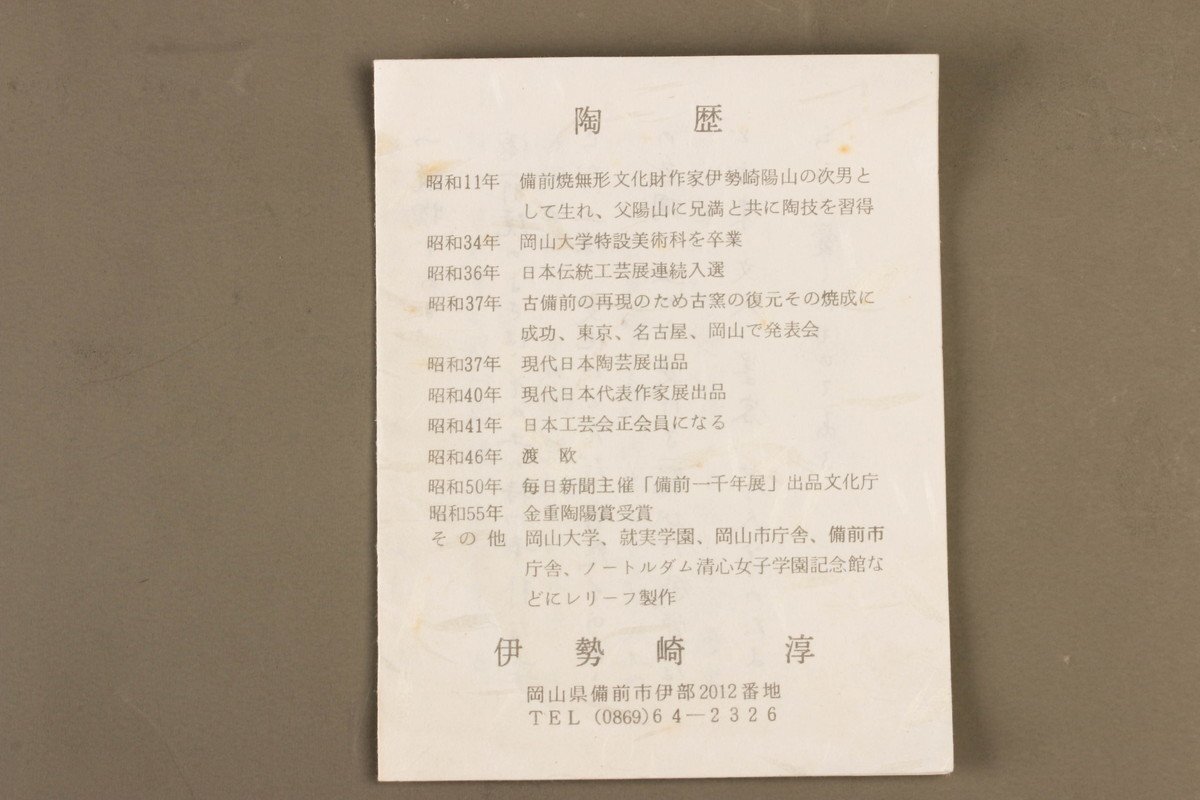 陶 歴
昭和11年 備前焼無形文化財作家伊勢崎陽山の次男と
して生れ、父陽山に兄満と共に陶技を習得
昭和34年 岡山大学特設美術科を卒業
昭和36年 日本伝統工芸展連続入選
昭和37年 古備前の再現のため古窯の復元その焼成に
成功、東京、名古屋、岡山で発表会
昭和37年 現代日本陶芸展出品
昭和40年 現代日本代表作家展出品
昭和41年 日本工芸会正会員になる
昭和46年 渡 欧
昭和50年 毎日新聞主催「備前一千年展」出品文化庁
昭和55年 金重陶陽賞受賞
その他 岡山大学、就実学園、岡山市庁舎、備前市
庁舎、ノートルダム清心女子学園記念館な
どにレリーフ製作
伊勢崎 淳
岡山県備前市伊部2012番地
TEL (0869)64―2326